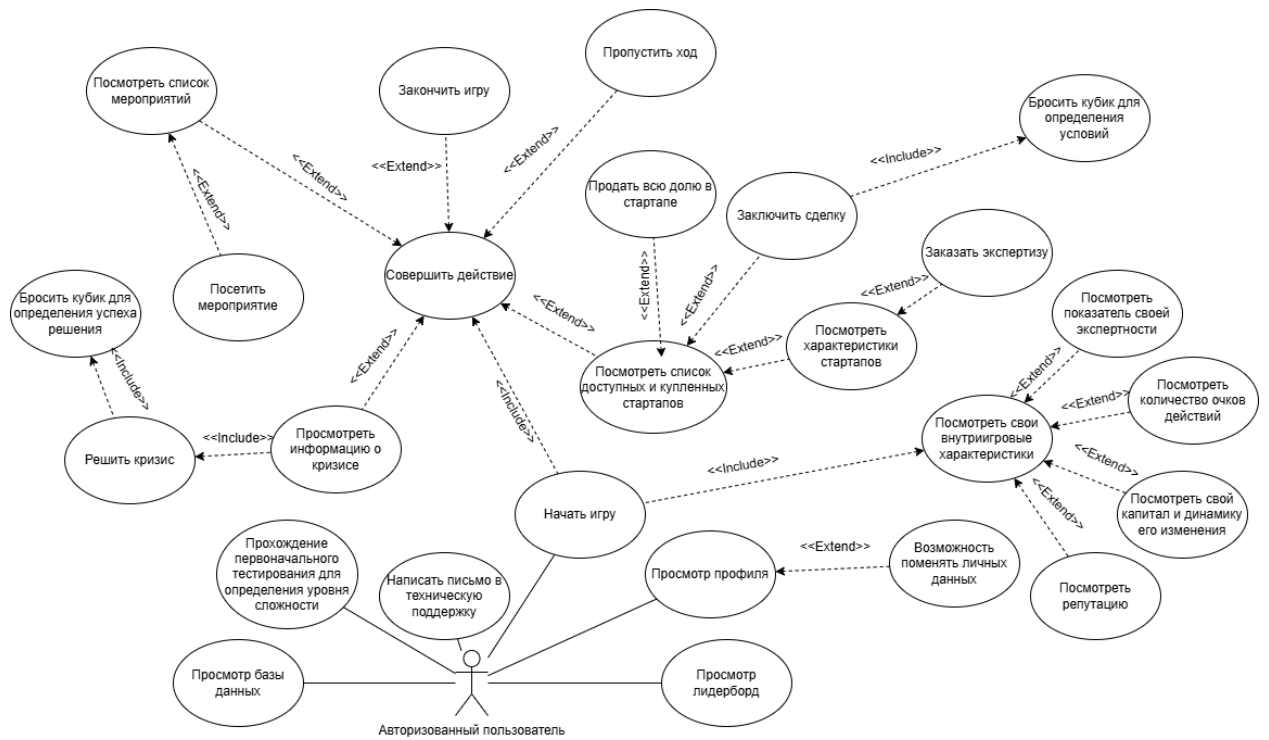 Пропустить ход
Посмотреть список
мероприятий
Закончить игру
Бросить кубик для
определения
условий
<<Extend>>
<<Extend>>
<<Extend>>
<<Include>>
<<Extend>>
Продать всю долю в
стартапе
Заключить сделку
Заказать экспертизу
Совершить действие
Посетить
мероприятие
Бросить кубик для
определения успеха
решения
<<Extend>>
<<Extend>>
<<Extend>>
<<Extend>>
Посмотреть
показатель своей
экспертности
<<Extend>>
<<Extend>>
Посмотреть
характеристики
стартапов
<<Include>>
Посмотреть список
доступных и купленных
стартапов
<<Extend>>
<<Extend>>
Посмотреть
количество очков
действий
<<Include>>
Решить кризис
<<Include>>
Просмотреть
информацию о
кризисе
Посмотреть свои
внутриигровые
характеристики
<<Include>>
<<Extend>>
<<Extend>>
Посмотреть свой
капитал и динамику
его изменения
Начать игру
Прохождение
первоначального
тестирования для
определения уровня
сложности
Написать письмо в
техническую
поддержку
Просмотр профиля
<<Extend>>
Возможность
поменять личных
данных
Посмотреть
репутацию
Просмотр базы
данных
Просмотр
лидерборд
Авторизованный пользователь